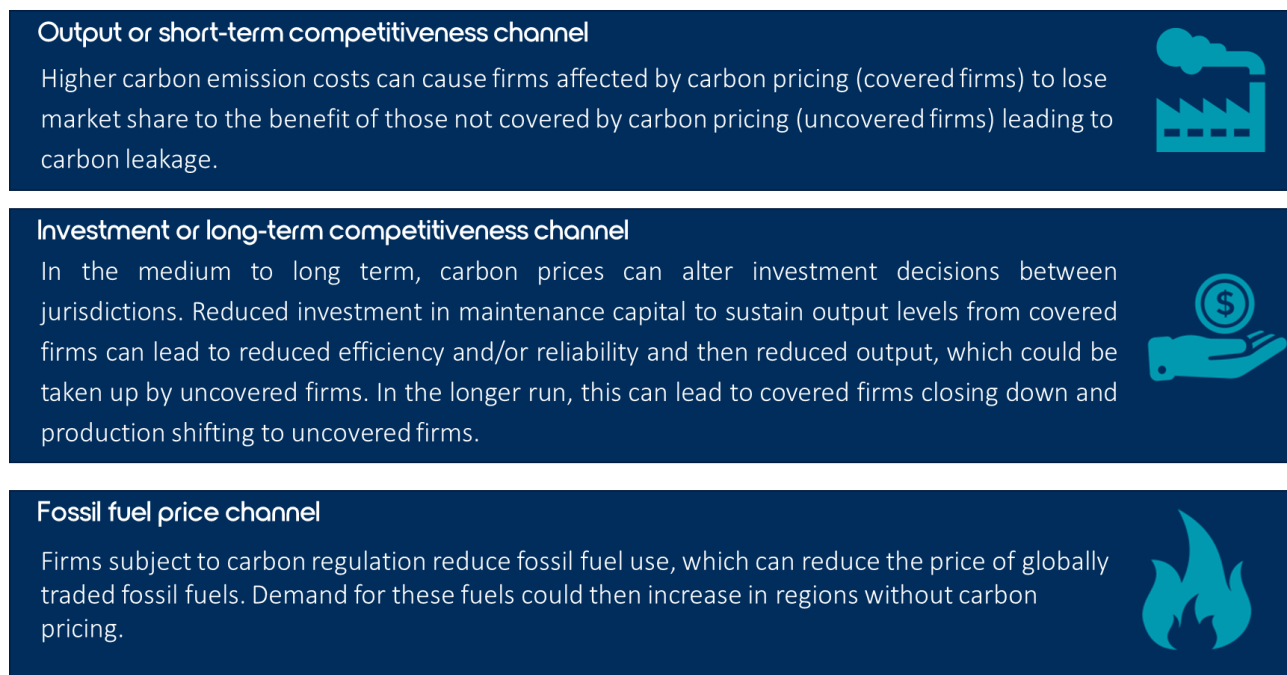 Output or short-term competitiveness channel
Higher carbon emission costs can cause firms affected by carbon pricing (covered firms) to lose
market share to the benefit of those not covered by carbon pricing (uncovered firms) leading to
carbon leakage.
Investment or long-term competitiveness channel
In the medium to long term, carbon prices can alter investment decisions between
jurisdictions. Reduced investment in maintenance capital to sustain output levels from covered
firms can lead to reduced efficiency and/or reliability and then reduced output, which could be
taken up by uncovered firms. In the longer run, this can lead to covered firms closing down and
production shifting to uncovered firms.
$
Fossil fuel price channel
Firms subject to carbon regulation reduce fossil fuel use, which can reduce the price of globally
traded fossil fuels. Demand for these fuels could then increase in regions without carbon
pricing.